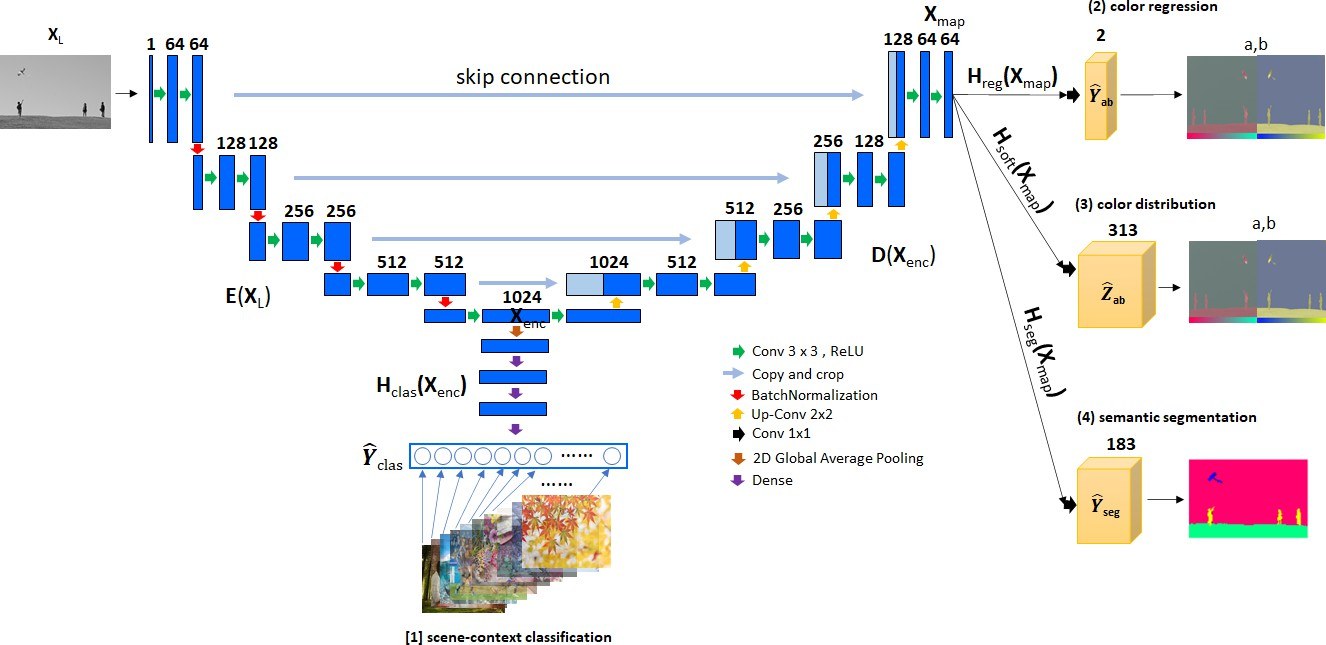 (2) color regression
X_map
2
X_L
1 64 64
128 64 64
a,b
skip connection
H_reg(X_map)
Ŷ_ab
H_soft(X_map)
128 128
256 128
(3) color distribution
256 256
512 256
313
a,b
D(X_enc)
512 512
1024 512
E(X_L)
Ẑ_ab
1024
X_enc
H_seg(X_map)
Conv 3 x 3 , ReLU
Copy and crop
H_clas(X_enc)
BatchNormalization
Up-Conv 2x2
(4) semantic segmentation
Conv 1x1
183
Ŷ_clas
......
2D Global Average Pooling
Dense
......
Ŷ_seg
[1] scene-context classification